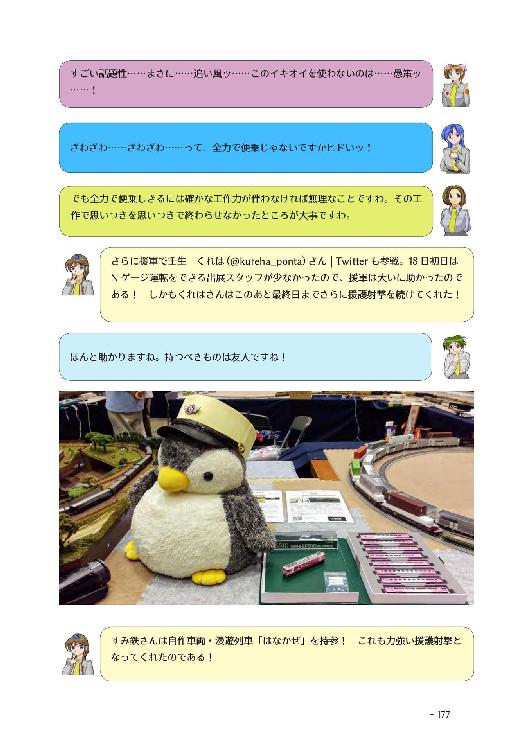 すごい話題性……まさに……追い風ッ……このイキオイを使わないのは……愚策ッ
……！
ざわざわ……ざわざわ……って、全力で便乗じゃないですかヒドいッ！
でも全力で便乗しきるには確かな工作力が伴わなければ無理なことですわ。その工
作で思いつきを思いつきで終わらせなかったところが大事ですわ。
さらに援軍で壬生　くれは (@kureha_ponta) さん | Twitter も参戦。18 日初日は
N ゲージ運転をできる出展スタッフが少なかったので、援軍は大いに助かったので
ある！　しかもくれはさんはこのあと最終日までさらに援護射撃を続けてくれた！
ほんと助かりますね。持つべきものは友人ですね！
すみ鉄さんは自作車両・漫遊列車「はなかぜ」を持参！　これも力強い援護射撃と
なってくれたのである！
- 177